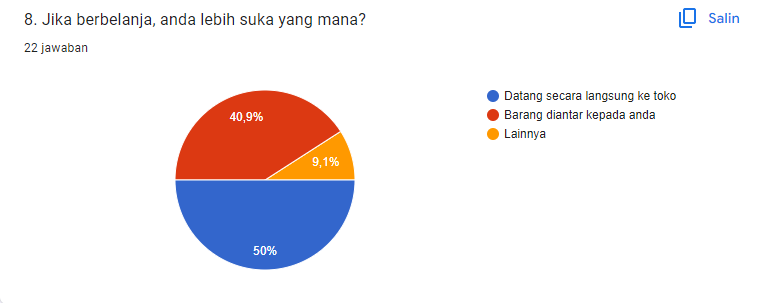 8. Jika berbelanja, anda lebih suka yang mana?
Salin
22 jawaban
Datang secara langsung ke toko
Barang diantar kepada anda
Lainnya
40,9%
9,1%
50%